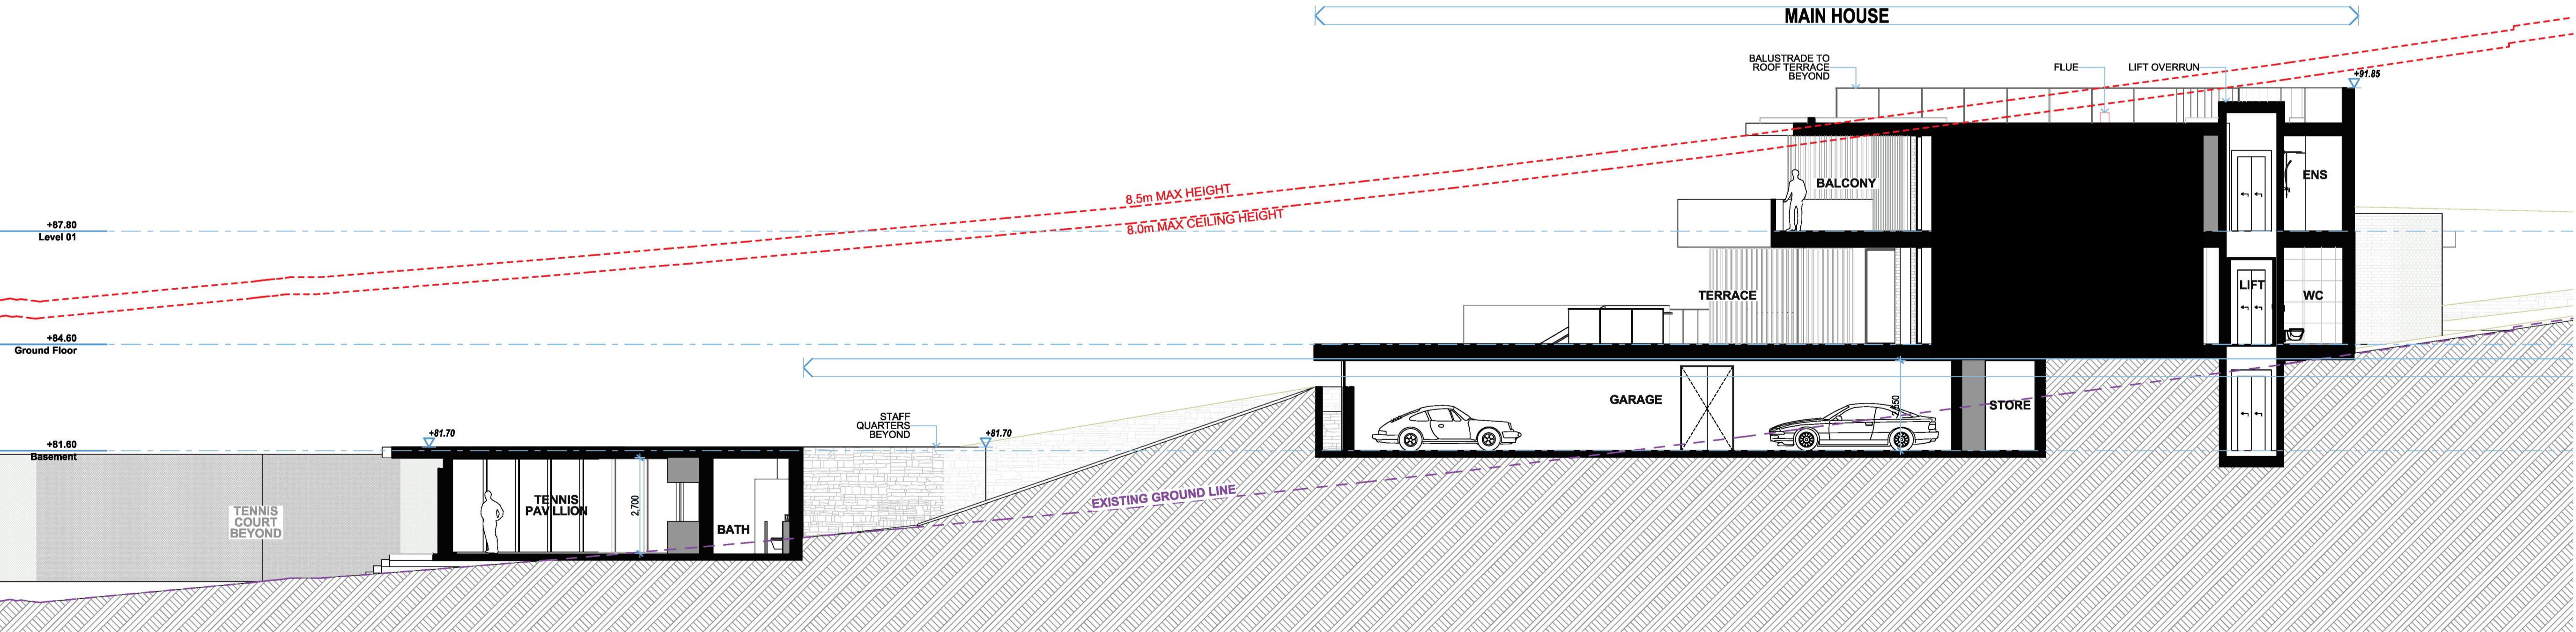 MAIN HOUSE
BALUSTRADE TO
ROOF TERRACE
BEYOND
FLUE
LIFT OVERRUN
+91.85
8.5m MAX HEIGHT
8.0m MAX CEILING HEIGHT
BALCONY
ENS
+87.80
Level 01
TERRACE
LIFT
WC
+84.60
Ground Floor
GARAGE
2,550
STORE
STAFF
QUARTERS
BEYOND
+81.70
+81.70
+81.60
Basement
EXISTING GROUND LINE
TENNIS
PAVILLION
2,700
BATH
TENNIS
COURT
BEYOND